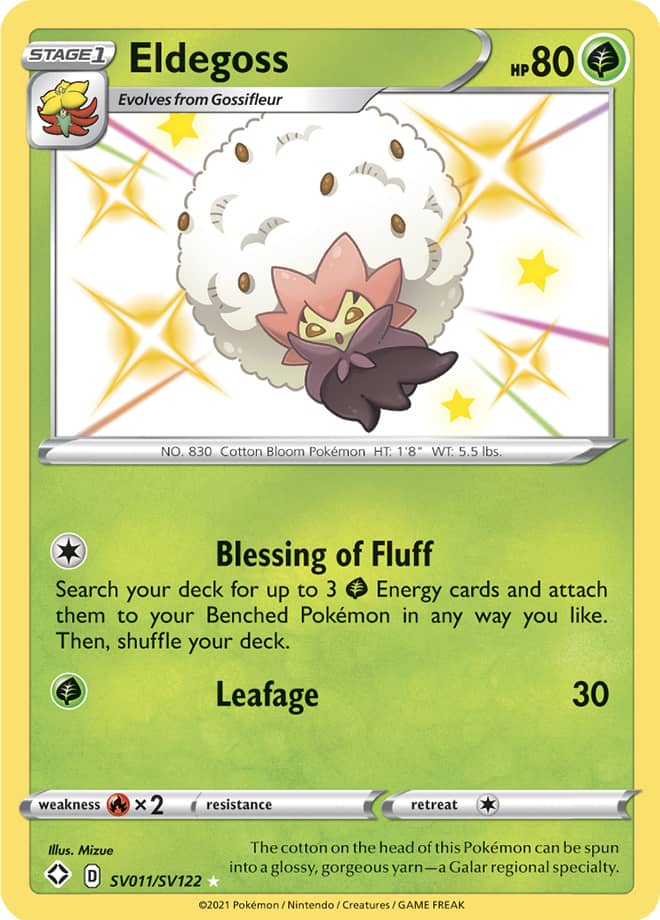 STAGE 1
Eldegoss
HP 80
Evolves from Gossifleur
NO. 830 Cotton Bloom Pokémon HT: 1'8" WT: 5.5 lbs.
Blessing of Fluff
Search your deck for up to 3 Energy cards and attach
them to your Benched Pokémon in any way you like.
Then, shuffle your deck.
Leafage 30
weakness ×2 resistance retreat
Illus. Mizue
The cotton on the head of this Pokémon can be spun
into a glossy, gorgeous yarn—a Galar regional specialty.
D SV011/SV122
©2021 Pokémon / Nintendo / Creatures / GAME FREAK